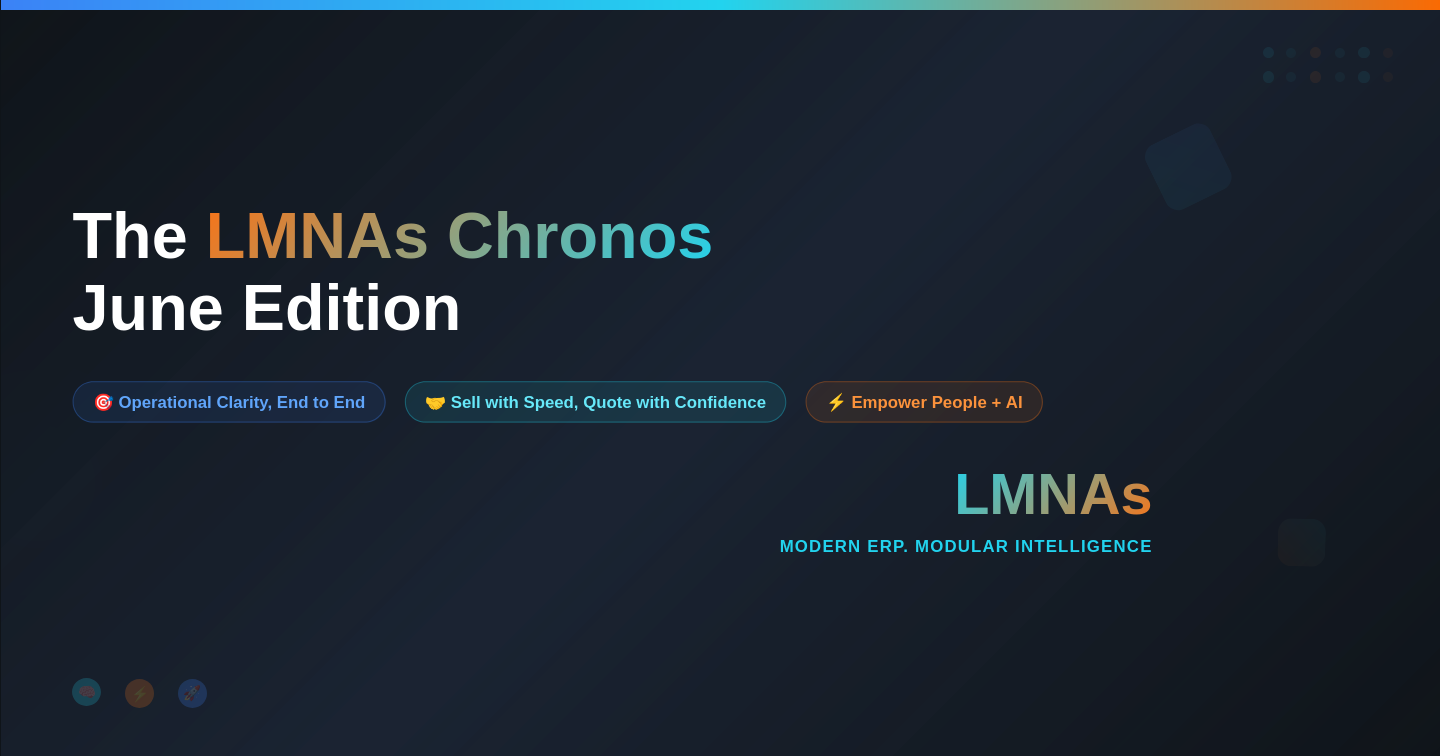 The LMNAs Chronos
June Edition
🎯 Operational Clarity, End to End
🤝 Sell with Speed, Quote with Confidence
⚡ Empower People + AI
LMNAs
MODERN ERP. MODULAR INTELLIGENCE